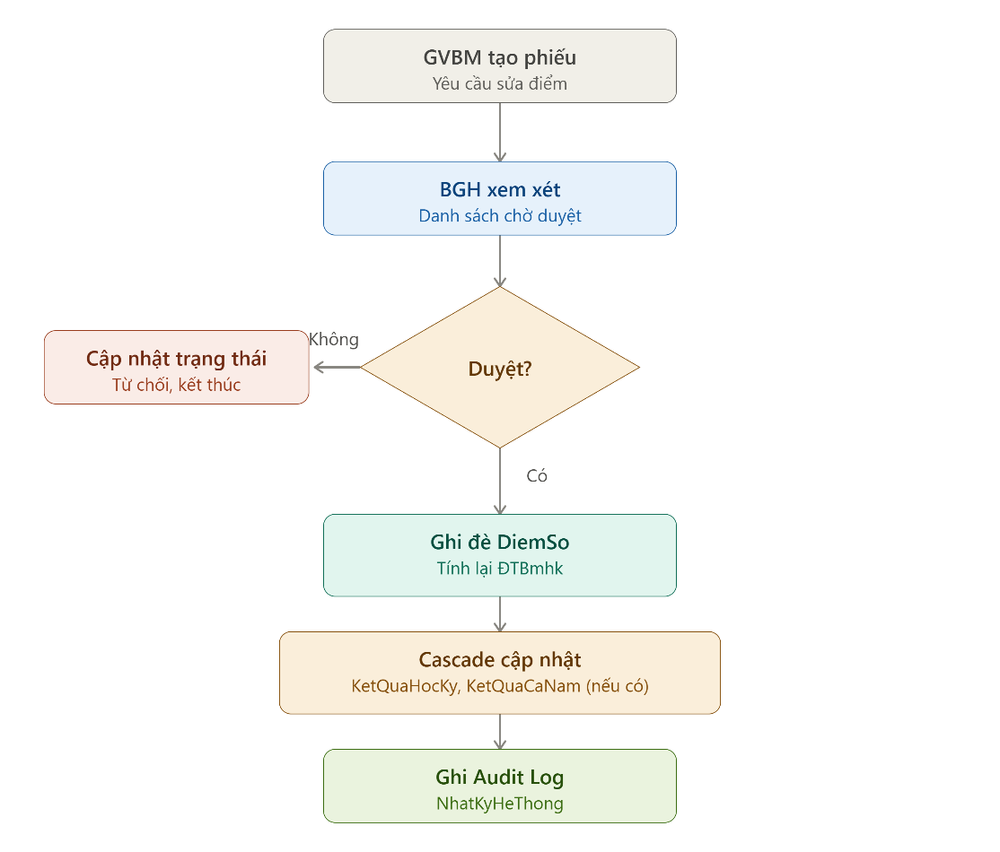 GVBM tạo phiếu
Yêu cầu sửa điểm
BGH xem xét
Danh sách chờ duyệt
Không
Cập nhật trạng thái
Từ chối, kết thúc
Duyệt?
Có
Ghi đè DiemSo
Tính lại ĐTBmhk
Cascade cập nhật
KetQuaHocKy, KetQuaCaNam (nếu có)
Ghi Audit Log
NhatKyHeThong